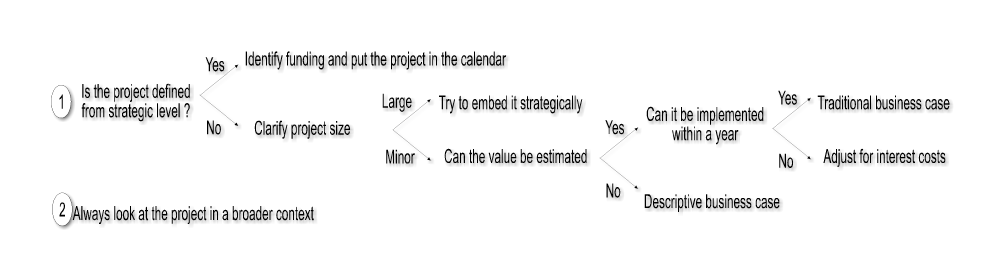 Yes
Identify funding and put the project in the calendar
1
Is the project defined
from strategic level ?
No
Clarify project size
Large
Try to embed it strategically
Minor
Can the value be estimated
Yes
Can it be implemented
within a year
No
Descriptive business case
Yes
Traditional business case
No
Adjust for interest costs
2
Always look at the project in a broader context